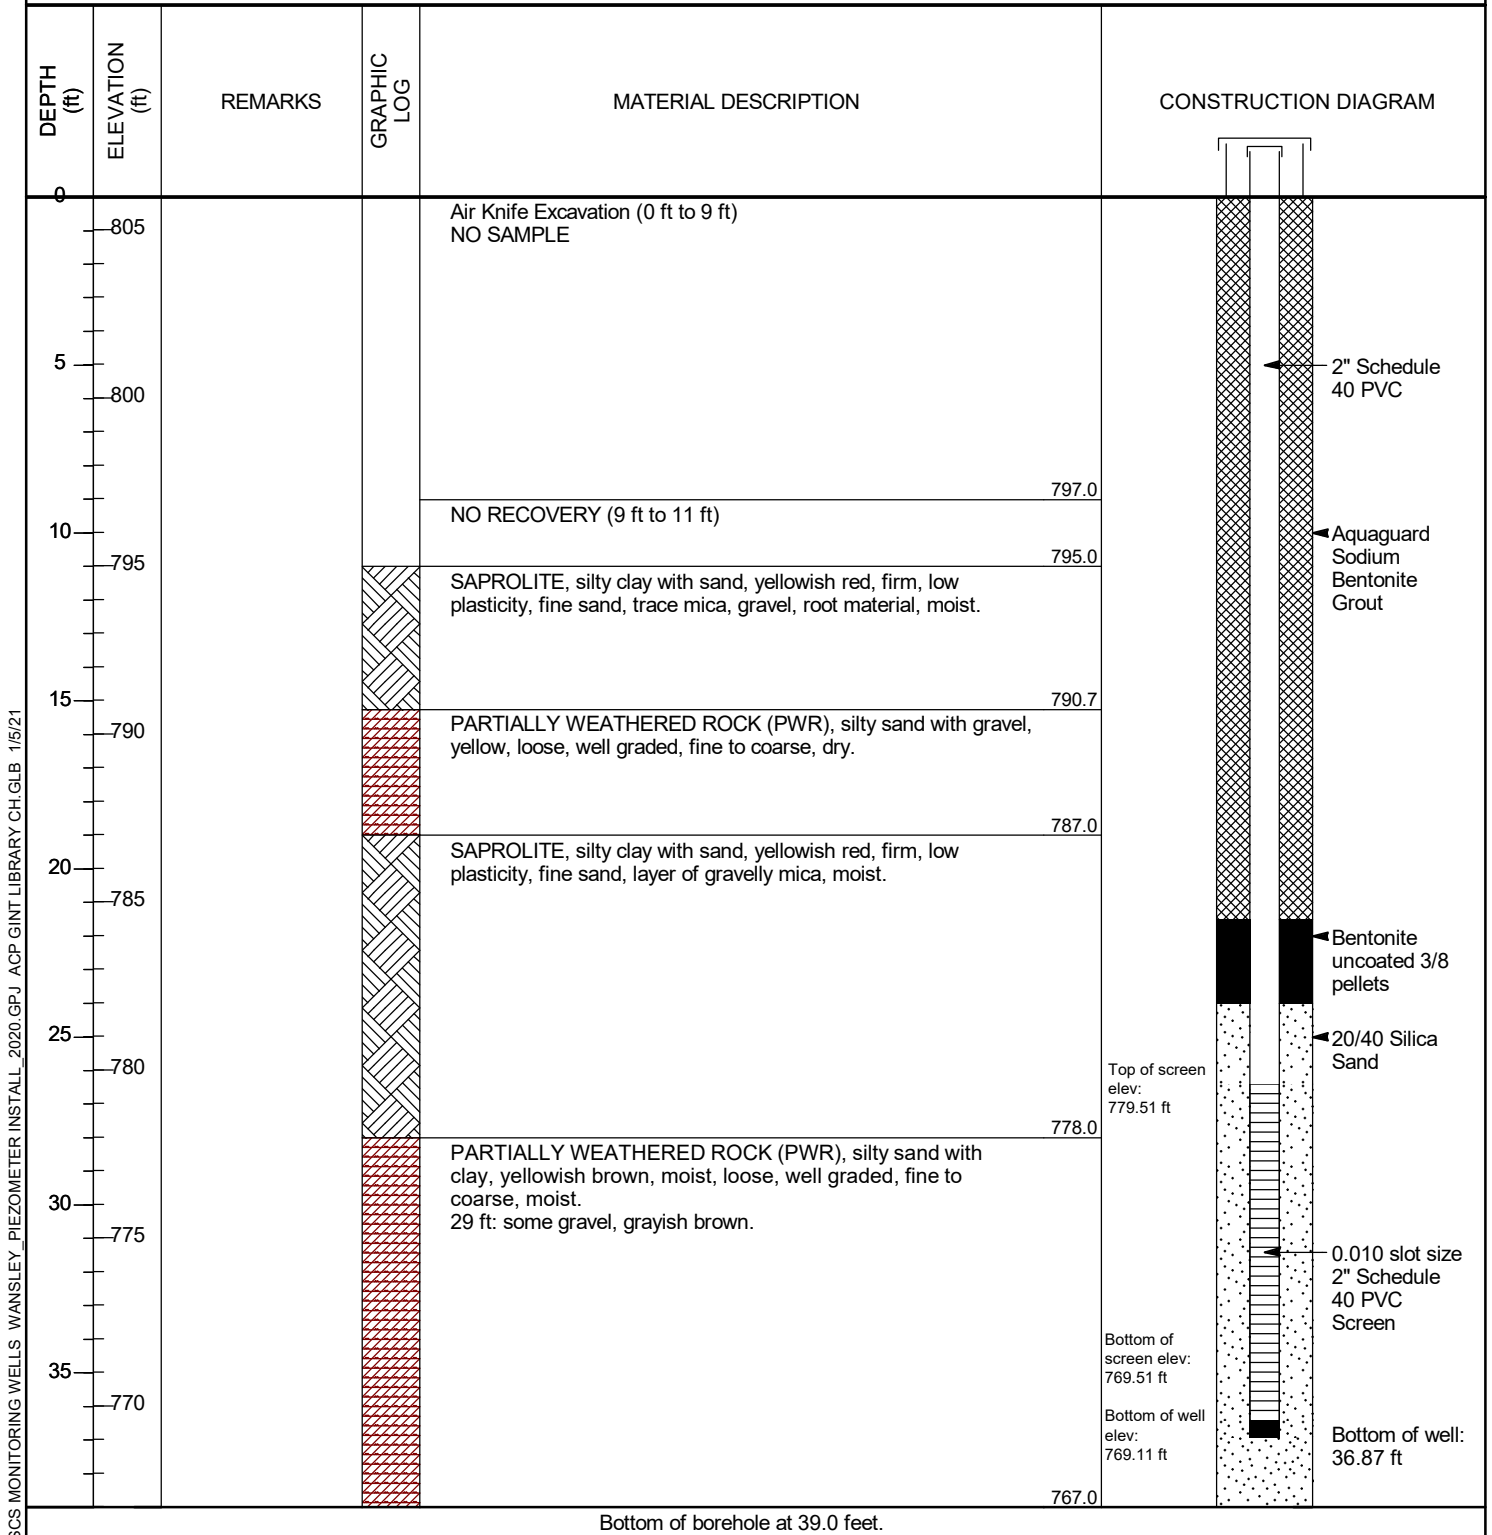 DEPTH
(ft)
ELEVATION
(ft)
REMARKS
GRAPHIC
LOG
MATERIAL DESCRIPTION
CONSTRUCTION DIAGRAM
0
Air Knife Excavation (0 ft to 9 ft)
NO SAMPLE
805
5
800
2" Schedule
40 PVC
797.0
NO RECOVERY (9 ft to 11 ft)
10
795
795.0
Aquaguard
Sodium
Bentonite
Grout
SAPROLITE, silty clay with sand, yellowish red, firm, low
plasticity, fine sand, trace mica, gravel, root material, moist.
15
790.7
PARTIALLY WEATHERED ROCK (PWR), silty sand with gravel,
yellow, loose, well graded, fine to coarse, dry.
790
787.0
SAPROLITE, silty clay with sand, yellowish red, firm, low
plasticity, fine sand, layer of gravelly mica, moist.
20
785
Bentonite
uncoated 3/8
pellets
25
20/40 Silica
Sand
780
Top of screen
elev:
779.51 ft
778.0
PARTIALLY WEATHERED ROCK (PWR), silty sand with
clay, yellowish brown, moist, loose, well graded, fine to
coarse, moist.
29 ft: some gravel, grayish brown.
30
775
0.010 slot size
2" Schedule
40 PVC
Screen
Bottom of
screen elev:
769.51 ft
35
770
Bottom of well
elev:
769.11 ft
Bottom of well:
36.87 ft
767.0
Bottom of borehole at 39.0 feet.
SCS MONITORING WELLS WANSLEY_PIEZOMETER INSTALL_2020.GPJ ACP GINT LIBRARY CH.GLB 1/5/21